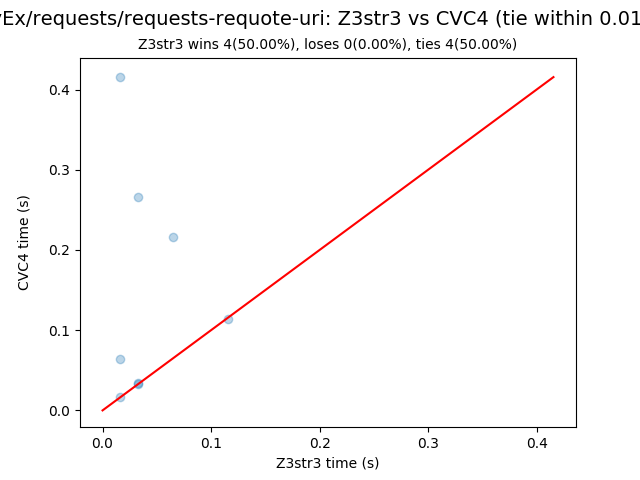 Ex/requests/requests-requote-uri: Z3str3 vs CVC4 (tie within 0.01
Z3str3 wins 4(50.00%), loses 0(0.00%), ties 4(50.00%)
0.4
0.3
0.2
0.1
0.0
CVC4 time (s)
0.0 0.1 0.2 0.3 0.4
Z3str3 time (s)